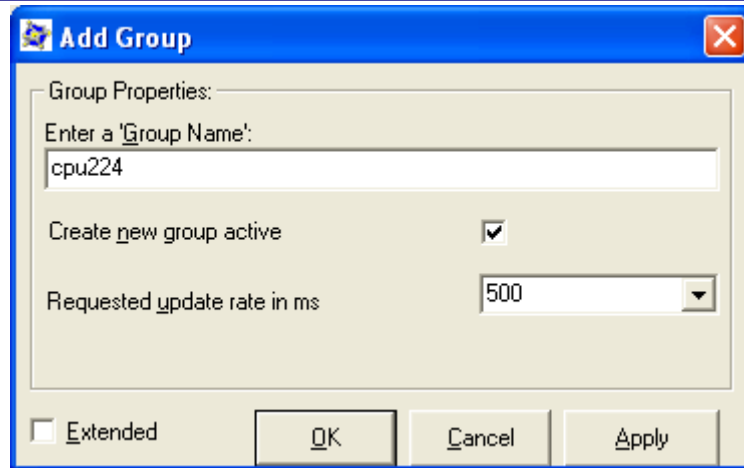 Add Group
Group Properties:
Enter a 'Group Name':
cpu224
Create new group active
Requested update rate in ms
500
Extended
OK
Cancel
Apply